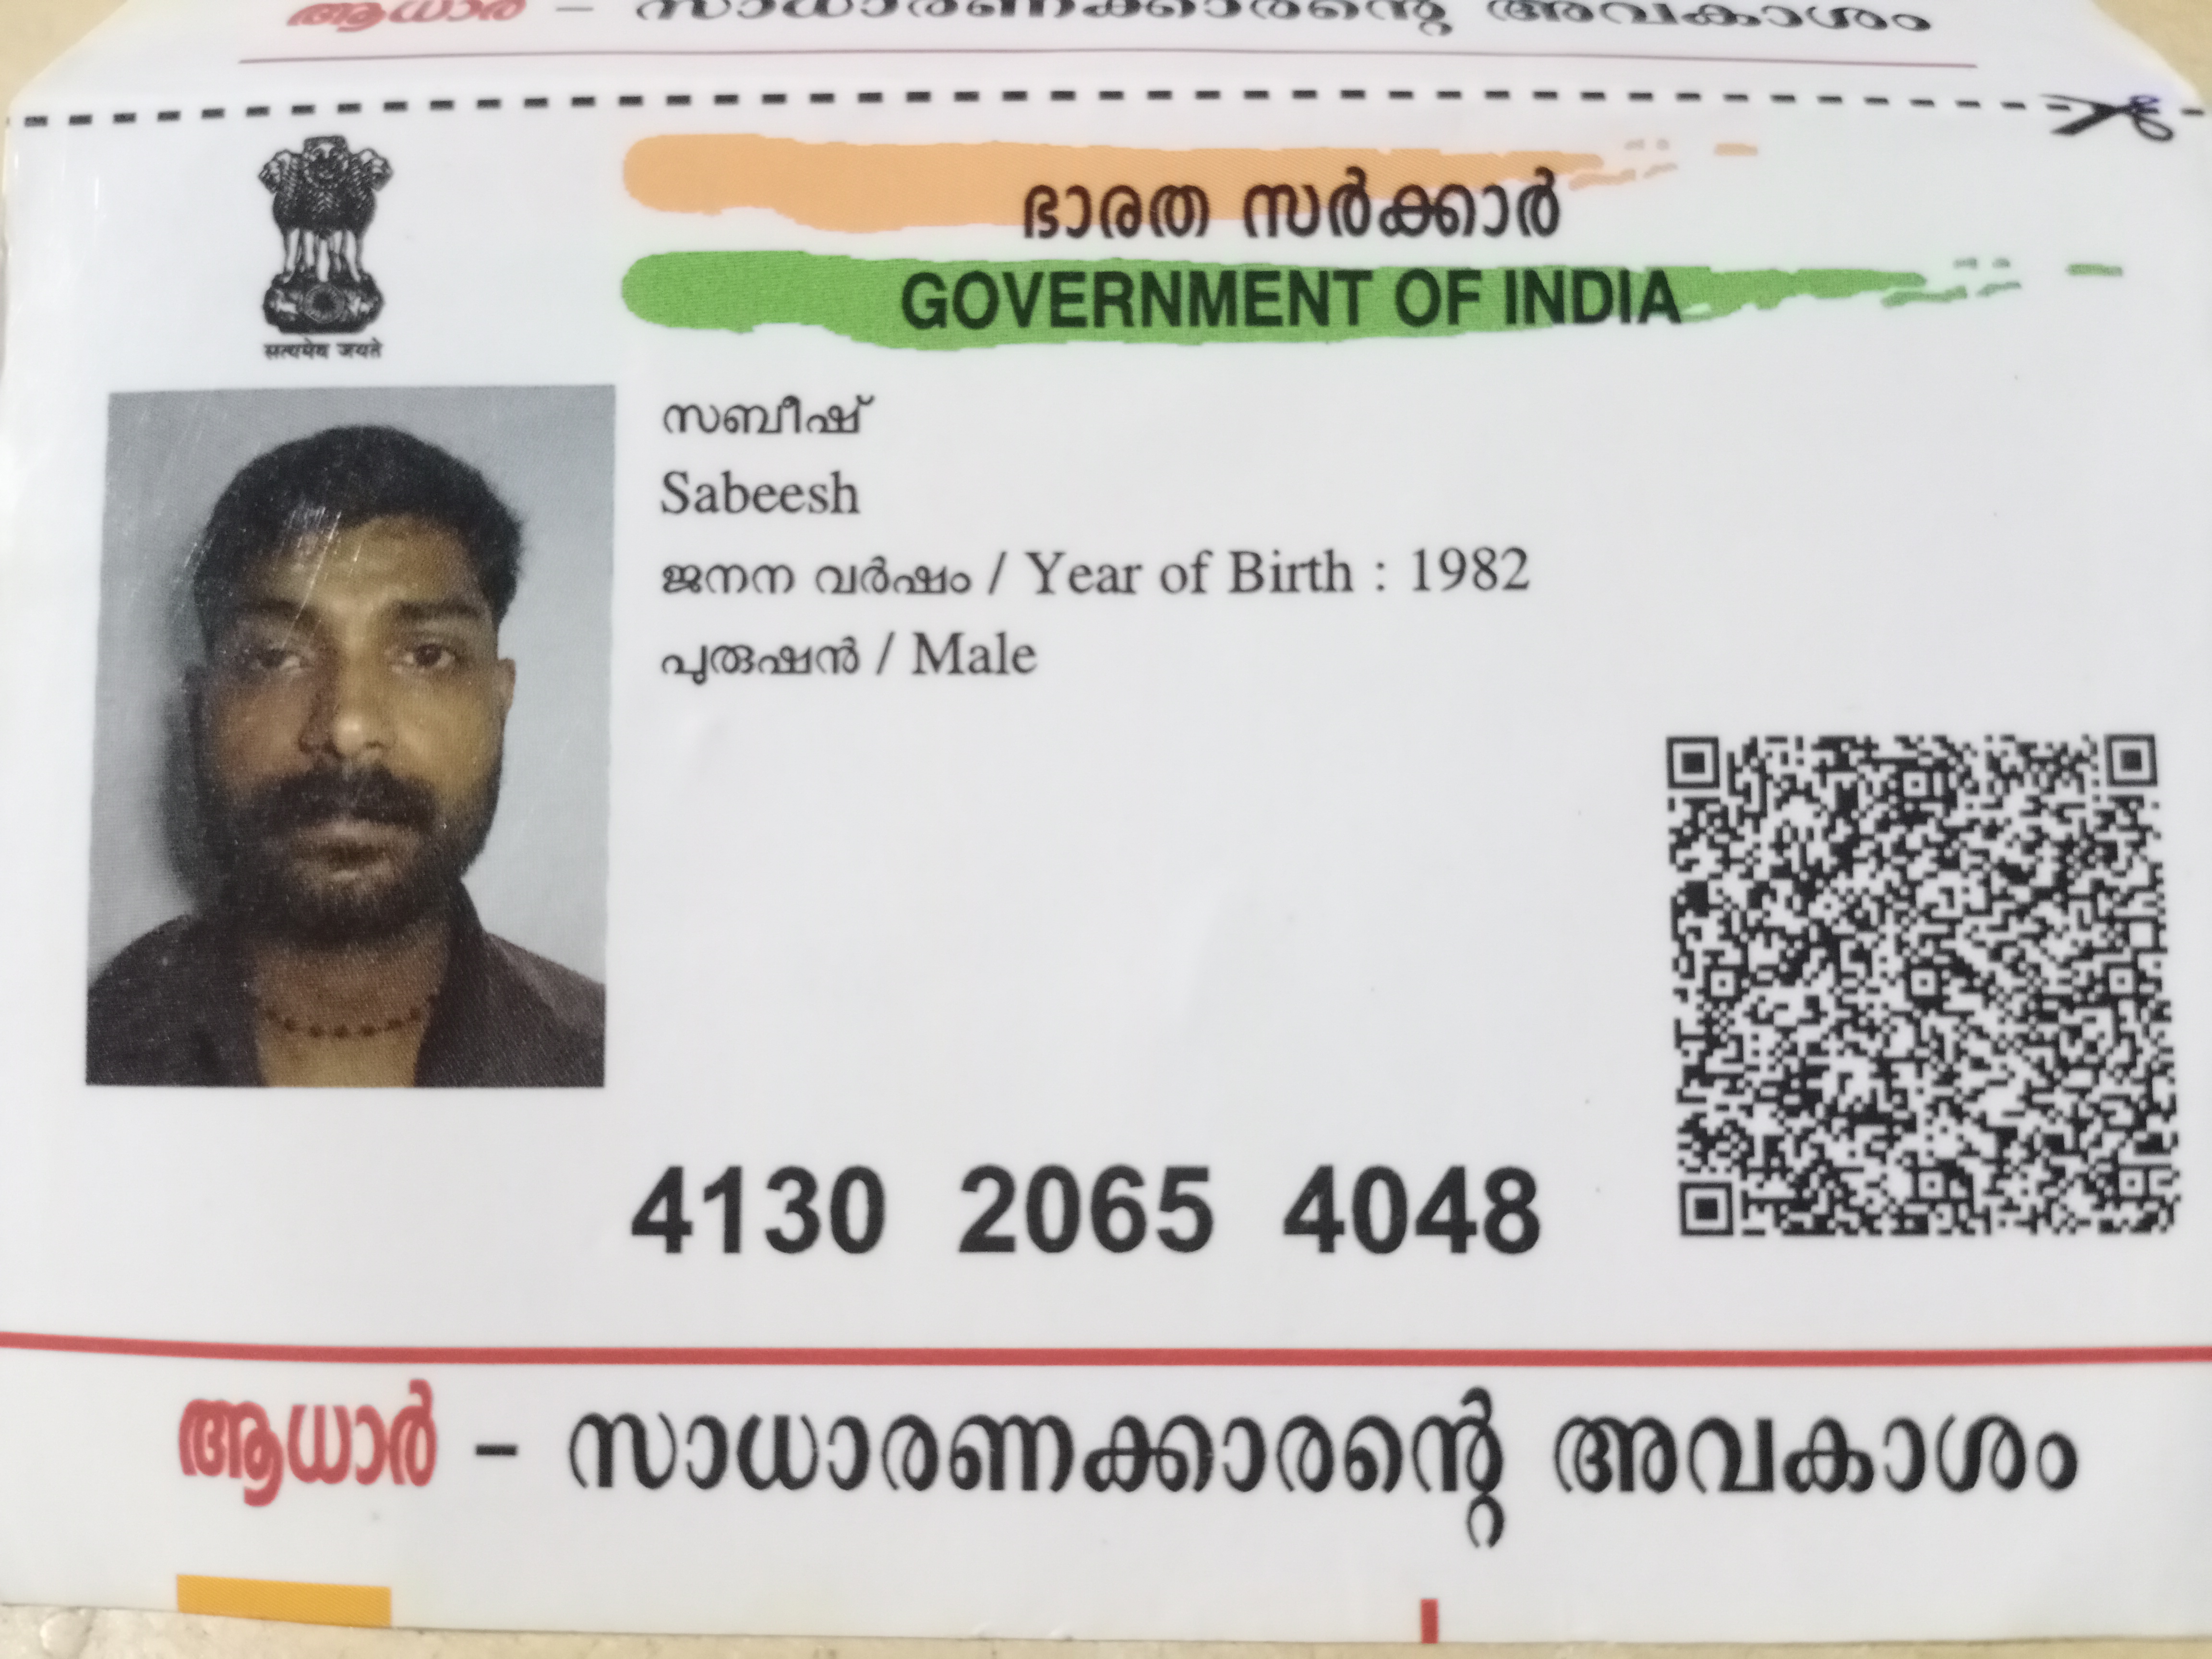 ആധാർ – സാധാരണക്കാരന്റെ അവകാശം
सत्यमेव जयते
ഭാരത സർക്കാർ
GOVERNMENT OF INDIA
സബീഷ്
Sabeesh
ജനന വർഷം / Year of Birth : 1982
പുരുഷൻ / Male
4130 2065 4048
ആധാർ – സാധാരണക്കാരന്റെ അവകാശം